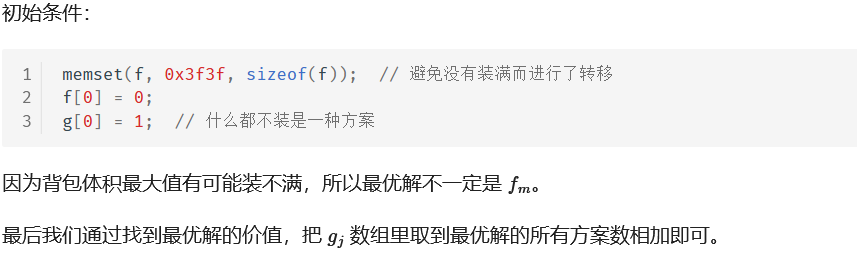 初始条件：
1 memset(f, 0x3f3f, sizeof(f)); // 避免没有装满而进行了转移
2 f[0] = 0;
3 g[0] = 1; // 什么都不装是一种方案
因为背包体积最大值有可能装不满，所以最优解不一定是 fₘ。
最后我们通过找到最优解的价值，把 gⱼ 数组里取到最优解的所有方案数相加即可。